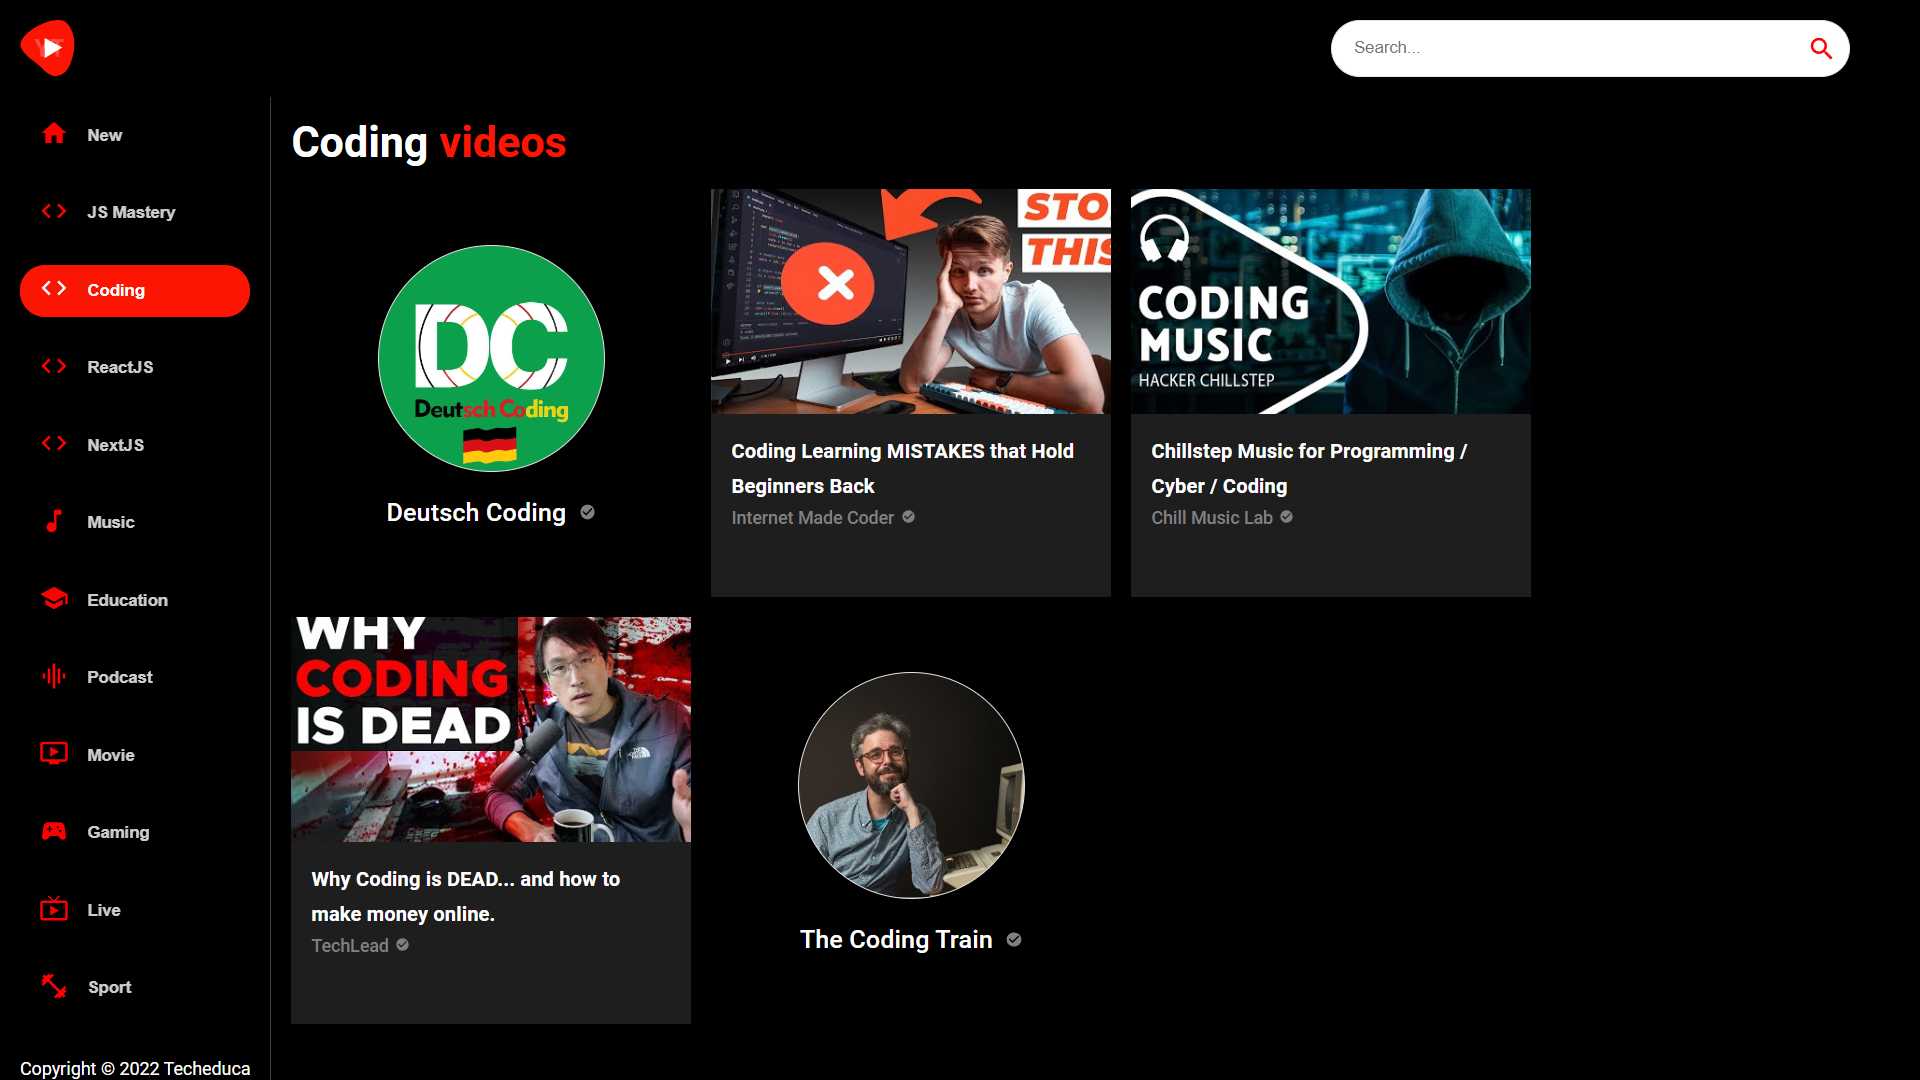 YT
Search...
New
JS Mastery
Coding
ReactJS
NextJS
Music
Education
Podcast
Movie
Gaming
Live
Sport
Copyright © 2022 Techeduca
Coding videos
DC
Deutsch Coding
Deutsch Coding
STO
THIS
Coding Learning MISTAKES that Hold
Beginners Back
Internet Made Coder
CODING
MUSIC
HACKER CHILLSTEP
Chillstep Music for Programming /
Cyber / Coding
Chill Music Lab
WHY
CODING
IS DEAD
Why Coding is DEAD... and how to
make money online.
TechLead
The Coding Train